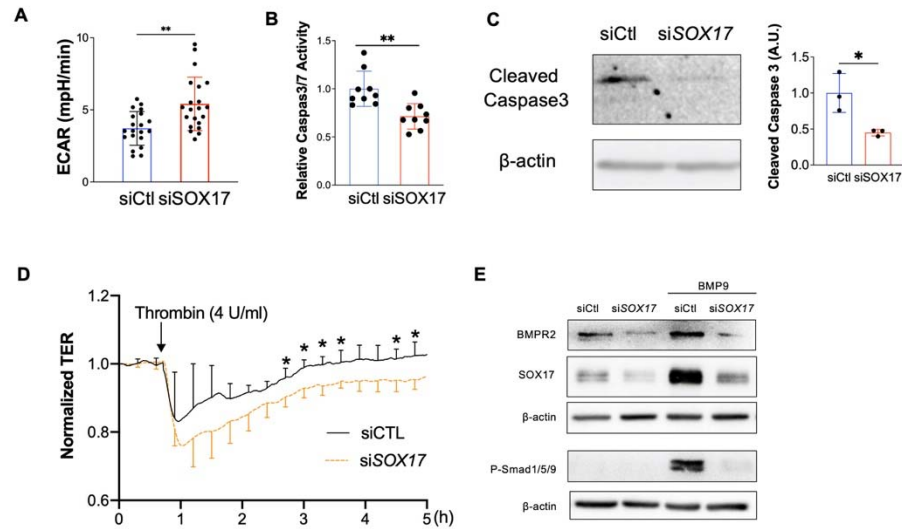 A
ECAR (mpH/min)
10
5
0
**
siCtl siSOX17
B
Relative Caspas3/7 Activity
1.5
1.0
0.5
0.0
**
siCtl siSOX17
C
siCtl siSOX17
Cleaved
Caspase3
β-actin
Cleaved Caspase 3 (A.U.)
1.5
1.0
0.5
0.0
*
siCtl siSOX17
D
Normalized TER
1.2
1.0
0.8
0.6
Thrombin (4 U/ml)
* * * * * *
siCTL
siSOX17
0 1 2 3 4 5 (h)
E
BMP9
siCtl siSOX17 siCtl siSOX17
BMPR2
SOX17
β-actin
P-Smad1/5/9
β-actin